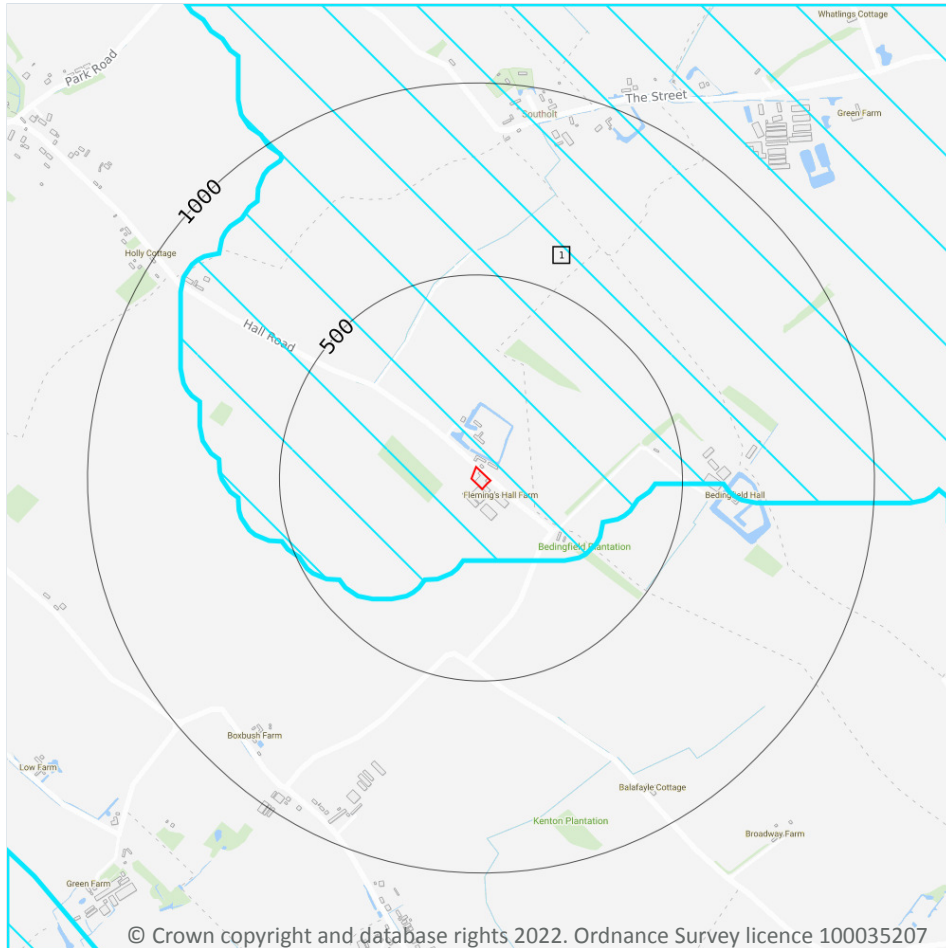 Whatlings Cottage
Park Road
The Street
Southolt
Green Farm
1000
Holly Cottage
1
Hall Road
500
Fleming's Hall Farm
Bedingfield Hall
Bedingfield Plantation
Boxbush Farm
Low Farm
Balafayle Cottage
Kenton Plantation
Broadway Farm
Green Farm
© Crown copyright and database rights 2022. Ordnance Survey licence 100035207